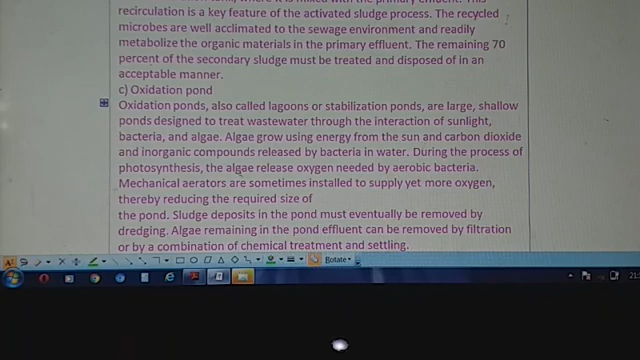 recirculation is a key feature of the activated sludge process. The recycled
microbes are well acclimated to the sewage environment and readily
metabolize the organic materials in the primary effluent. The remaining 70
percent of the secondary sludge must be treated and disposed of in an
acceptable manner.
c) Oxidation pond
Oxidation ponds, also called lagoons or stabilization ponds, are large, shallow
ponds designed to treat wastewater through the interaction of sunlight,
bacteria, and algae. Algae grow using energy from the sun and carbon dioxide
and inorganic compounds released by bacteria in water. During the process of
photosynthesis, the algae release oxygen needed by aerobic bacteria.
Mechanical aerators are sometimes installed to supply yet more oxygen,
thereby reducing the required size of
the pond. Sludge deposits in the pond must eventually be removed by
dredging. Algae remaining in the pond effluent can be removed by filtration
or by a combination of chemical treatment and settling.
Rotate